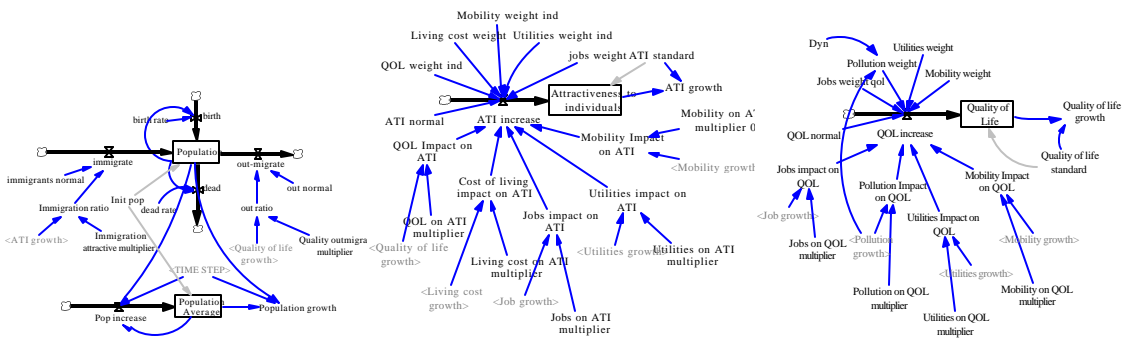 birth rate
birth
Population
immigrate
out-migrate
immigrants normal
out normal
dead
Init pop
dead rate
Immigration ratio
out ratio
<ATI growth>
Immigration
attractive multiplier
<Quality of life
growth>
Quality outmigra
multiplier
<TIME STEP>
Pop increase
Population
Average
Population growth
Mobility weight ind
Living cost weight
Utilities weight ind
QOL weight ind
jobs weight
ATI standard
Attractiveness to
individuals
ATI growth
ATI normal
ATI increase
Mobility on A
multiplier
QOL Impact on
ATI
Mobility Impact
on ATI
<Mobility growth>
Cost of living
impact on ATI
Utilities impact on
ATI
QOL on ATI
multiplier
Jobs impact on
ATI
<Quality of life
growth>
<Utilities growth>
Utilities on ATI
multiplier
Living cost on ATI
multiplier
<Living cost
growth>
<Job growth>
Jobs on ATI
multiplier
Dyn
Utilities weight
Pollution weight
Jobs weight qol
Mobility weight
Quality of
Life
Quality of life
growth
QOL normal
QOL increase
Quality of life
standard
Jobs impact on
QOL
Pollution Impact
on QOL
Mobility Impact
on QOL
<Job growth>
Utilities Impact on
QOL
Jobs on QOL
multiplier
<Pollution
growth>
<Mobility growth>
<Utilities growth>
Pollution on QOL
multiplier
Mobility on QOL
multiplier
Utilities on QOL
multiplier